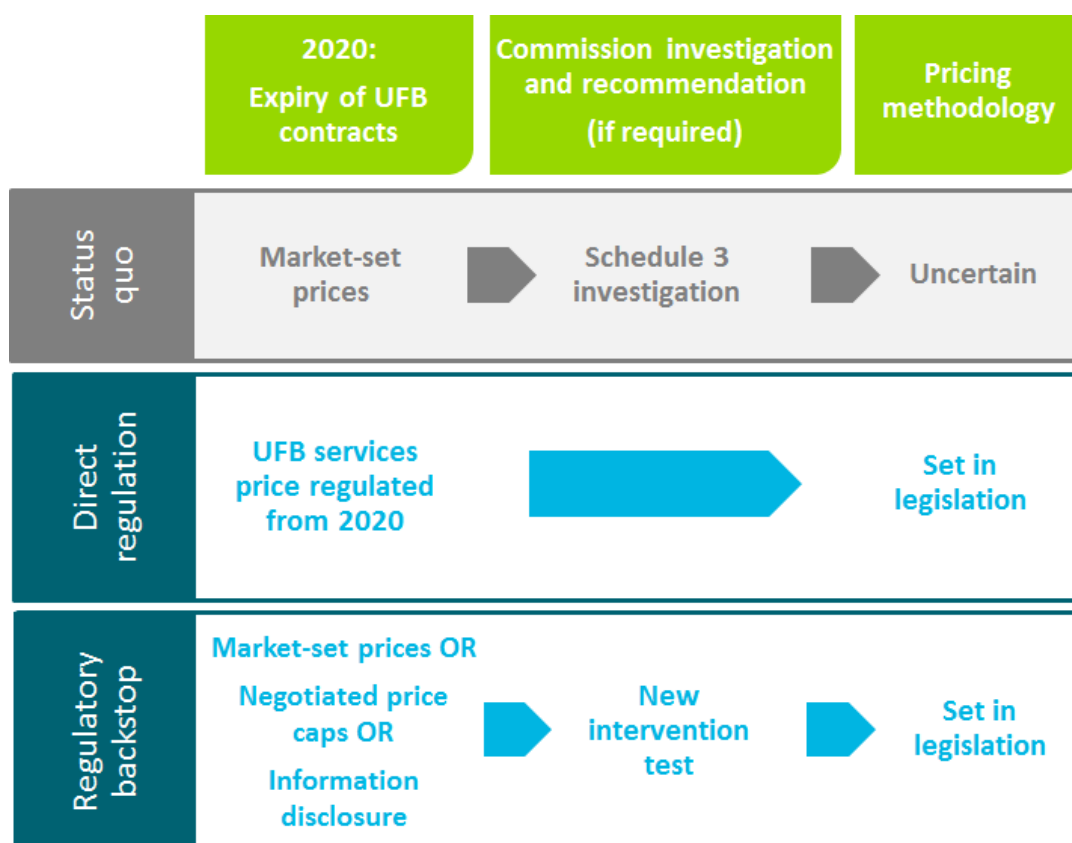 2020:
Expiry of UFB
contracts
Commission investigation
and recommendation
(if required)
Pricing
methodology
Status
quo
Market-set
prices
Schedule 3
investigation
Uncertain
Direct
regulation
UFB services
price regulated
from 2020
Set in
legislation
Regulatory
backstop
Market-set prices OR
Negotiated price
caps OR
Information
disclosure
New
intervention
test
Set in
legislation